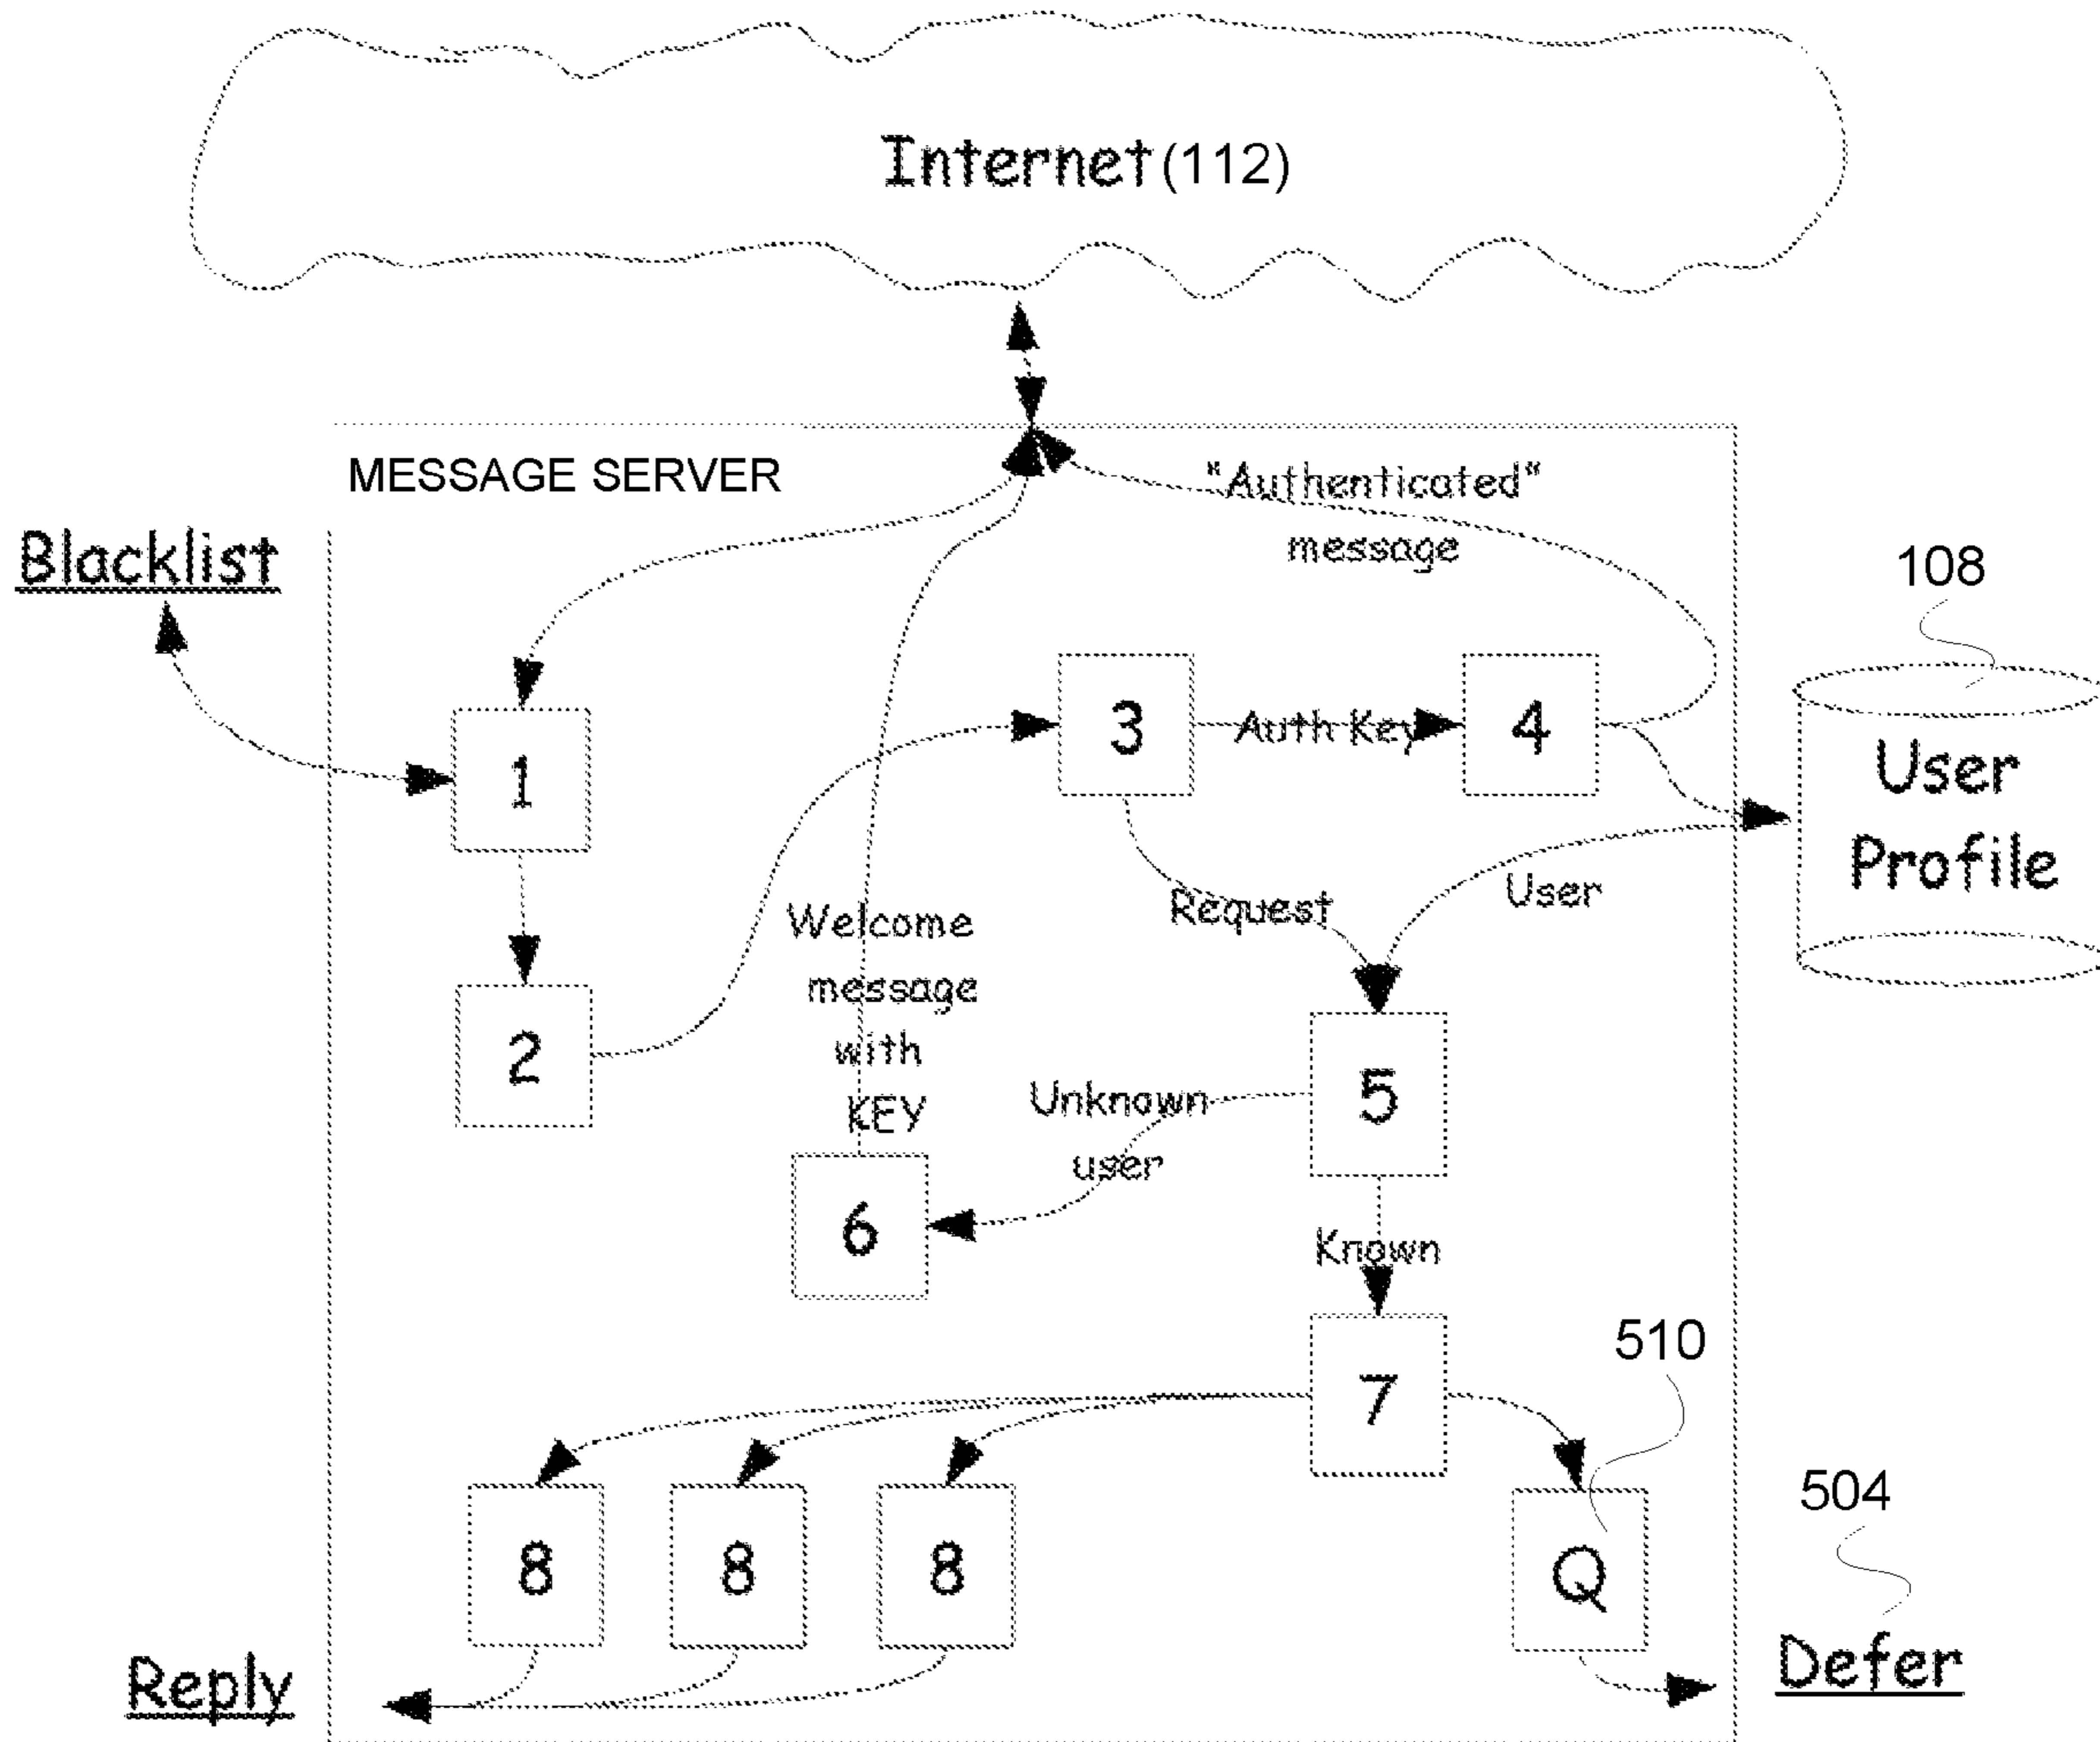 Internet (112)
MESSAGE SERVER
"Authenticated"
message
Blacklist
108
3
Auth Key
4
1
User
Profile
User
Request
Welcome
message
with
KEY
2
5
Unknown
user
6
Known
510
7
504
8
8
8
Q
Reply
Defer